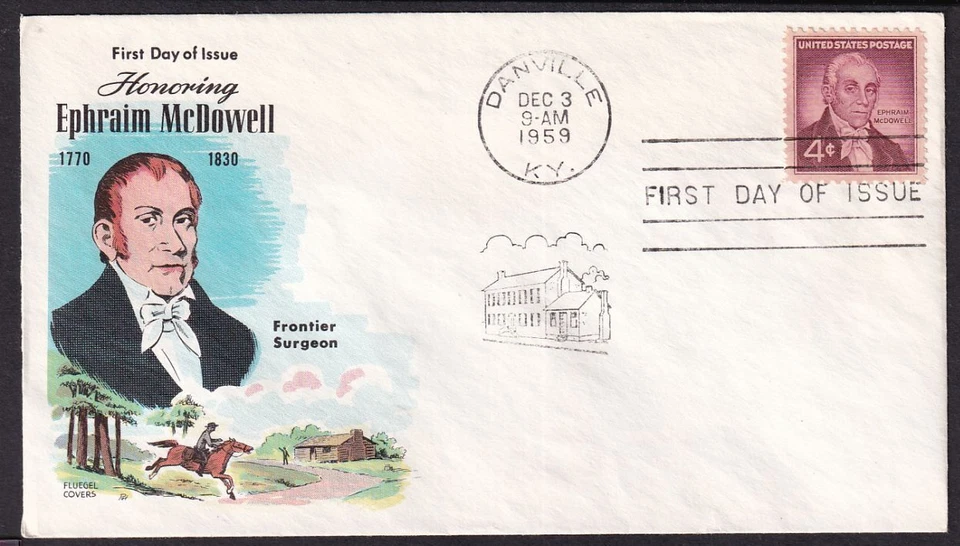 First Day of Issue
Honoring
Ephraim McDowell
1770 1830
Frontier
Surgeon
FLUEGEL
COVERS
DANVILLE
DEC 3
9-AM
1959
KY.
UNITED STATES POSTAGE
EPHRAIM
McDOWELL
4¢
FIRST DAY OF ISSUE